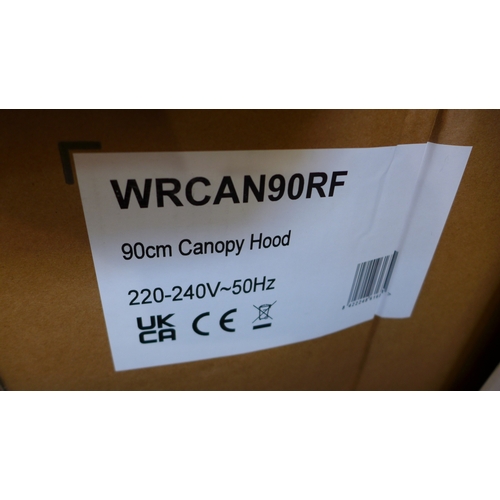 WRCAN90RF
90cm Canopy Hood
220-240V~50Hz
UK
CA CE